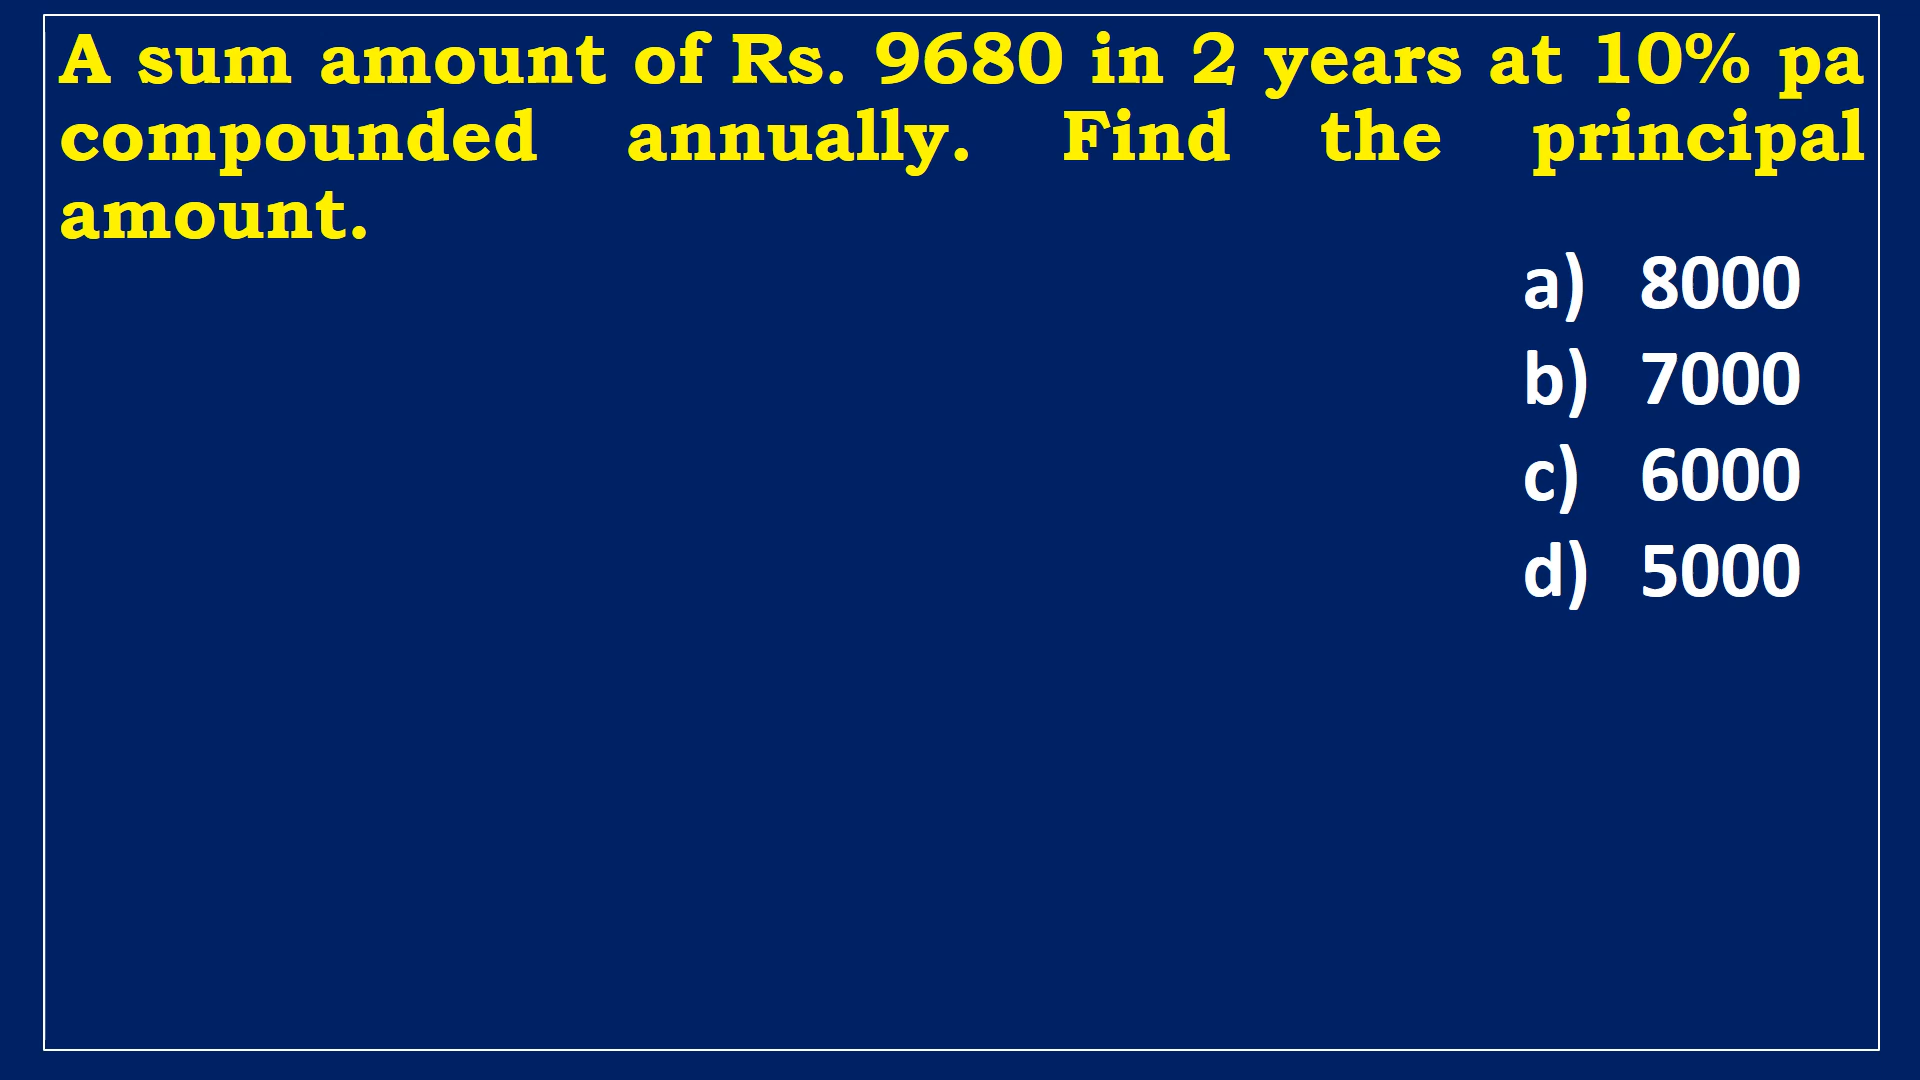 A sum amount of Rs. 9680 in 2 years at 10% pa
compounded annually. Find the principal
amount.
a) 8000
b) 7000
c) 6000
d) 5000